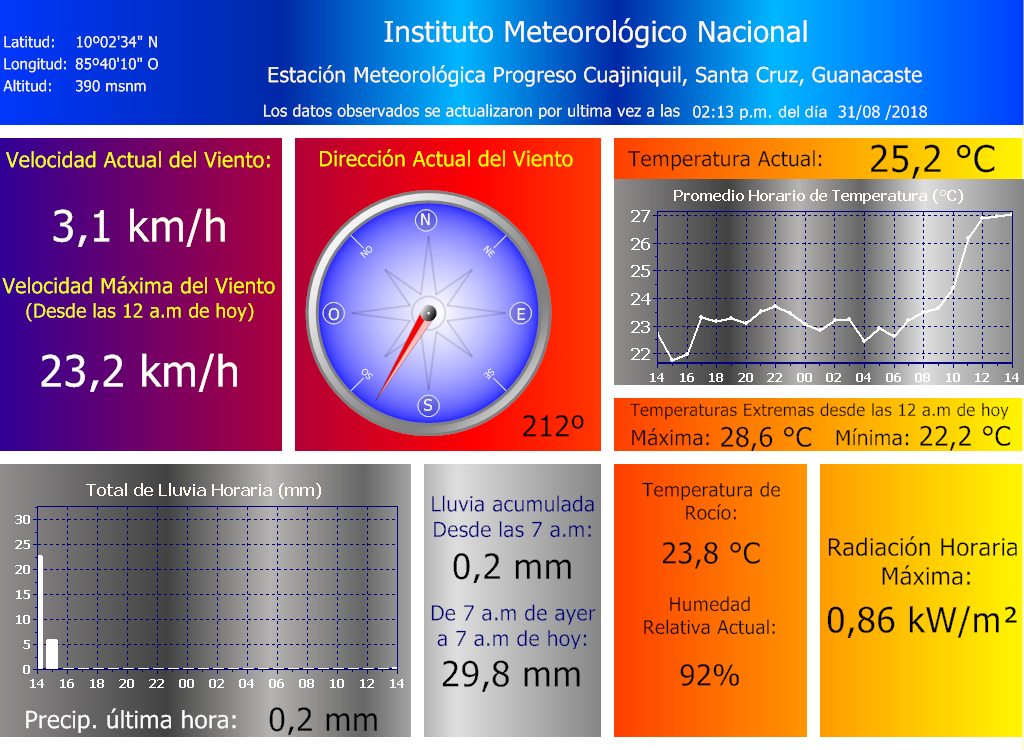 Instituto Meteorológico Nacional
Latitud: 10º02'34" N
Longitud: 85º40'10" O
Altitud: 390 msnm
Estación Meteorológica Progreso Cuajiniquil, Santa Cruz, Guanacaste
Los datos observados se actualizaron por ultima vez a las 02:13 p.m. del día 31/08 /2018
Velocidad Actual del Viento:
3,1 km/h
Velocidad Máxima del Viento
(Desde las 12 a.m de hoy)
23,2 km/h
Dirección Actual del Viento
N
NO
NE
O
E
SO
SE
S
212º
Temperatura Actual: 25,2 °C
Promedio Horario de Temperatura (°C)
27
26
25
24
23
22
14 16 18 20 22 00 02 04 06 08 10 12 14
Temperaturas Extremas desde las 12 a.m de hoy
Máxima: 28,6 °C Mínima: 22,2 °C
Total de Lluvia Horaria (mm)
30
25
20
15
10
5
0
14 16 18 20 22 00 02 04 06 08 10 12 14
Precip. última hora: 0,2 mm
Lluvia acumulada
Desde las 7 a.m:
0,2 mm
De 7 a.m de ayer
a 7 a.m de hoy:
29,8 mm
Temperatura de
Rocío:
23,8 °C
Humedad
Relativa Actual:
92%
Radiación Horaria
Máxima:
0,86 kW/m²